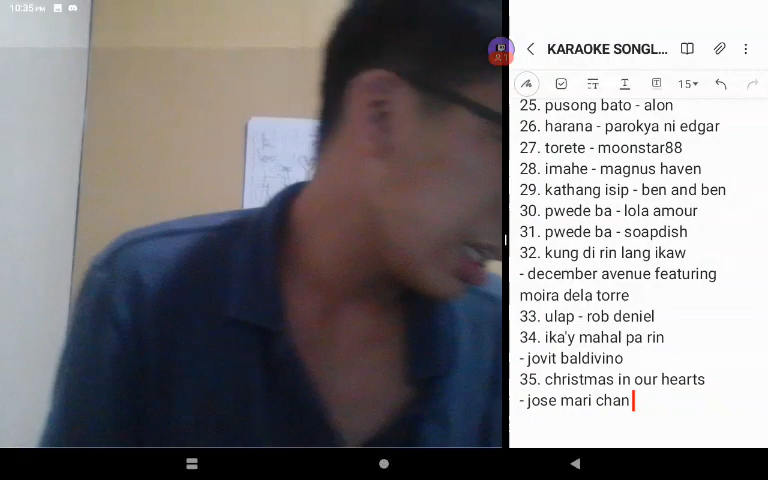 10:35 PM
KARAOKE SONGL...
15
25. pusong bato - alon
26. harana - parokya ni edgar
27. torete - moonstar88
28. imahe - magnus haven
29. kathang isip - ben and ben
30. pwede ba - lola amour
31. pwede ba - soapdish
32. kung di rin lang ikaw
- december avenue featuring
moira dela torre
33. ulap - rob deniel
34. ika'y mahal pa rin
- jovit baldivino
35. christmas in our hearts
- jose mari chan